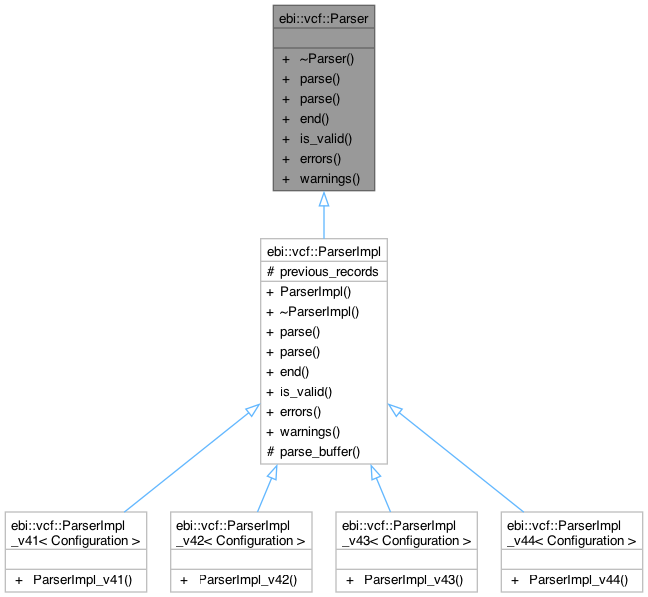 ebi::vcf::Parser
+ ~Parser()
+ parse()
+ parse()
+ end()
+ is_valid()
+ errors()
+ warnings()
ebi::vcf::ParserImpl
# previous_records
+ ParserImpl()
+ ~ParserImpl()
+ parse()
+ parse()
+ end()
+ is_valid()
+ errors()
+ warnings()
# parse_buffer()
ebi::vcf::ParserImpl
_v41< Configuration >
+ ParserImpl_v41()
ebi::vcf::ParserImpl
_v42< Configuration >
+ ParserImpl_v42()
ebi::vcf::ParserImpl
_v43< Configuration >
+ ParserImpl_v43()
ebi::vcf::ParserImpl
_v44< Configuration >
+ ParserImpl_v44()